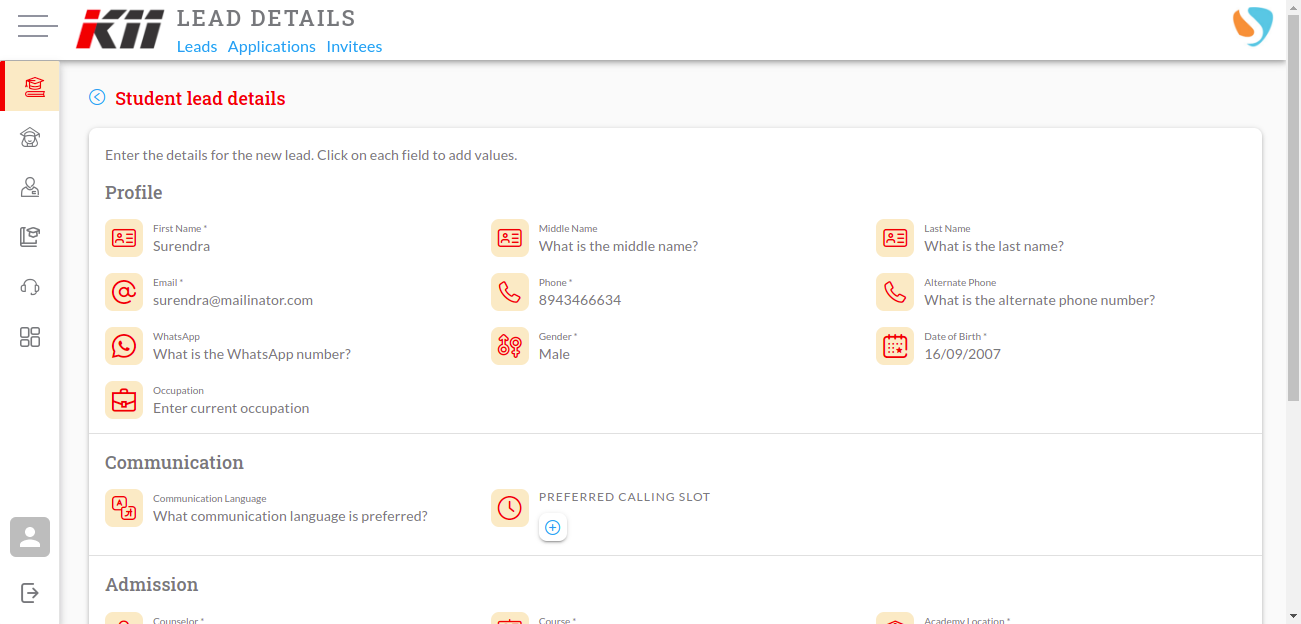 KII
LEAD DETAILS
Leads Applications Invitees
Student lead details
Enter the details for the new lead. Click on each field to add values.
Profile
First Name *
Surendra
Middle Name
What is the middle name?
Last Name
What is the last name?
Email *
surendra@mailinator.com
Phone *
8943466634
Alternate Phone
What is the alternate phone number?
WhatsApp
What is the WhatsApp number?
Gender *
Male
Date of Birth *
16/09/2007
Occupation
Enter current occupation
Communication
Communication Language
What communication language is preferred?
PREFERRED CALLING SLOT
Admission
Counselor *
Course *
Academy Location *